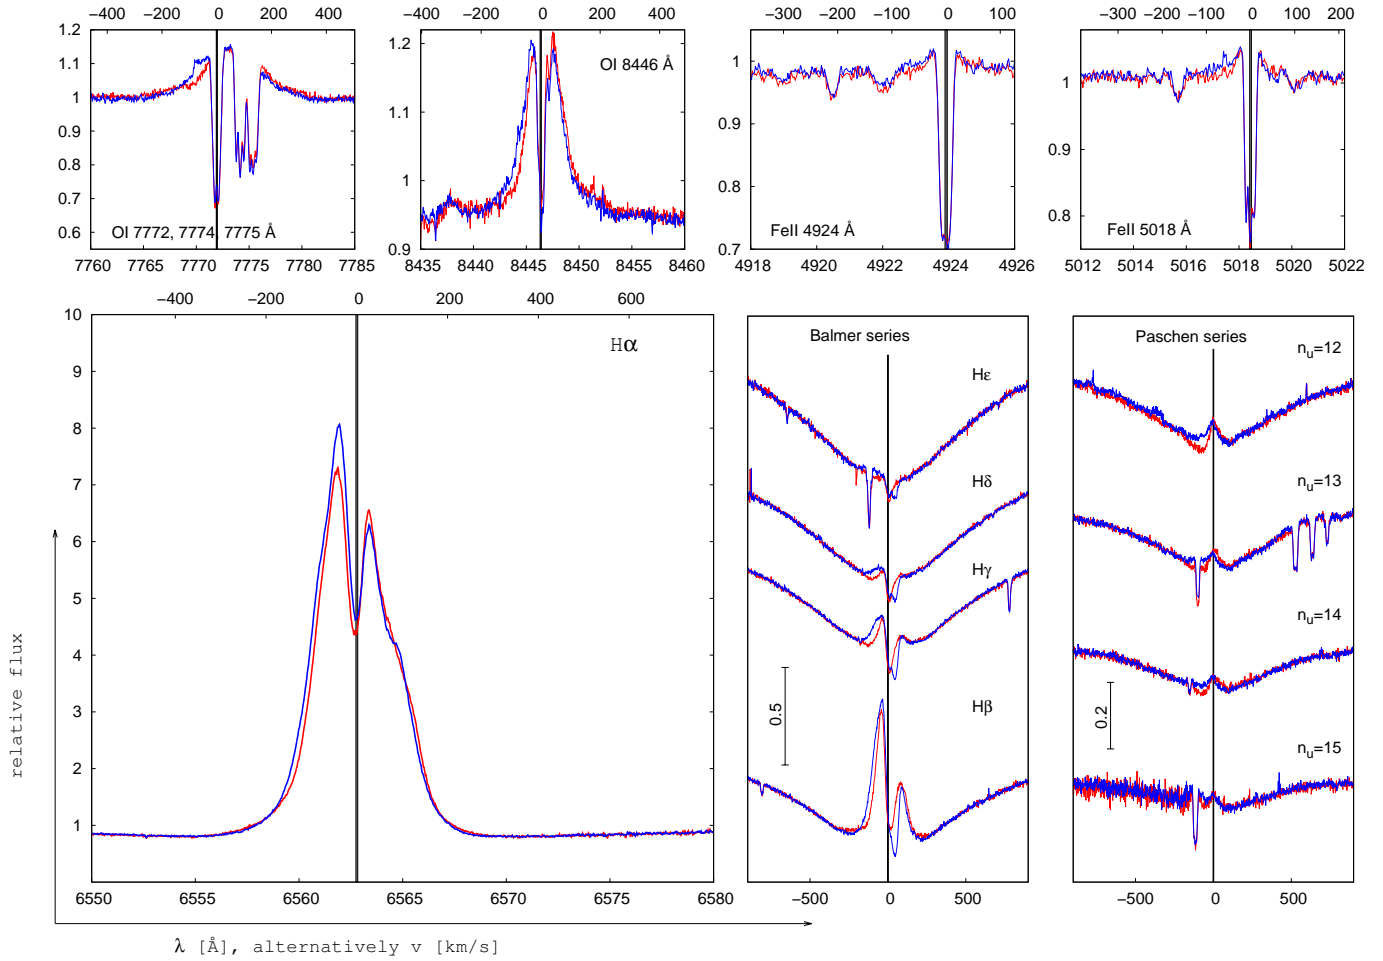 −400 −200 0 200 400
−400 −200 0 200 400
−300 −200 −100 0 100
−300 −200 −100 0 100 200
1.2
1.1
1
0.9
0.8
0.7
0.6
OI 7772, 7774, 7775 Å
7760 7765 7770 7775 7780 7785
1.2
1.1
1
0.9
OI 8446 Å
8435 8440 8445 8450 8455 8460
1
0.9
0.8
0.7
FeII 4924 Å
4918 4920 4922 4924 4926
1
0.9
0.8
FeII 5018 Å
5012 5014 5016 5018 5020 5022
−400 −200 0 200 400 600
10
9
8
7
6
5
4
3
2
1
Hα
6550 6555 6560 6565 6570 6575 6580
relative flux
λ [Å], alternatively v [km/s]
Balmer series
Hε
Hδ
Hγ
0.5
Hβ
−500 0 500
Paschen series
nu=12
nu=13
nu=14
0.2
nu=15
−500 0 500